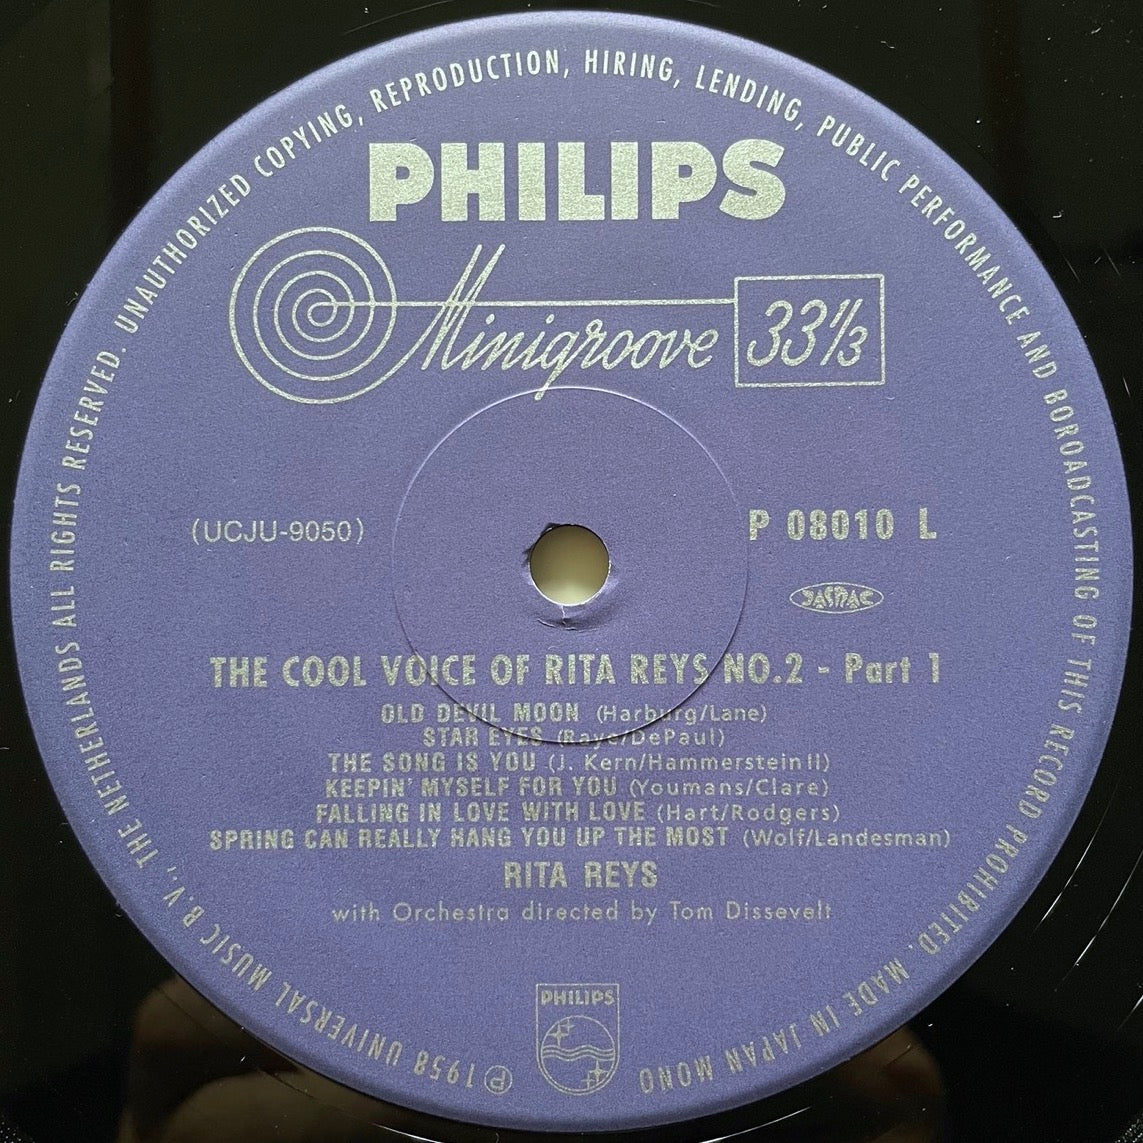 ℗ 1958 UNIVERSAL MUSIC B.V., THE NETHERLANDS ALL RIGHTS RESERVED. UNAUTHORIZED COPYING, REPRODUCTION, HIRING, LENDING, PUBLIC PERFORMANCE AND BOROADCASTING OF THIS RECORD PROHIBITED. MADE IN JAPAN MONO
PHILIPS
Minigroove 33⅓
(UCJU-9050) P 08010 L
JASRAC
THE COOL VOICE OF RITA REYS NO.2 - Part 1
OLD DEVIL MOON (Harburg/Lane)
STAR EYES (Raye/DePaul)
THE SONG IS YOU (J. Kern/Hammerstein II)
KEEPIN' MYSELF FOR YOU (Youmans/Clare)
FALLING IN LOVE WITH LOVE (Hart/Rodgers)
SPRING CAN REALLY HANG YOU UP THE MOST (Wolf/Landesman)
RITA REYS
with Orchestra directed by Tom Dissevelt
PHILIPS